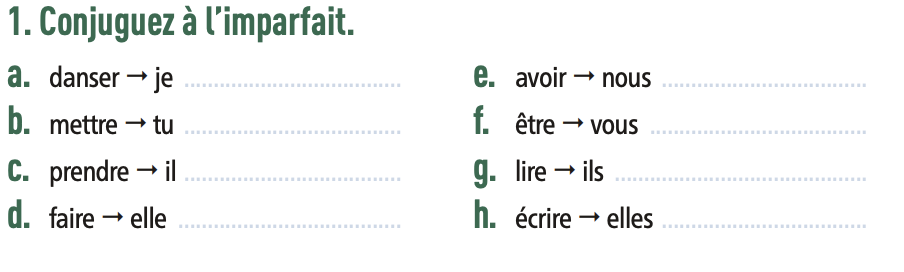 1. Conjuguez à l'imparfait.
a. danser → je ..............................
b. mettre → tu ..............................
c. prendre → il ..............................
d. faire → elle ..............................
e. avoir → nous ..............................
f. être → vous ..............................
g. lire → ils ..............................
h. écrire → elles ..............................